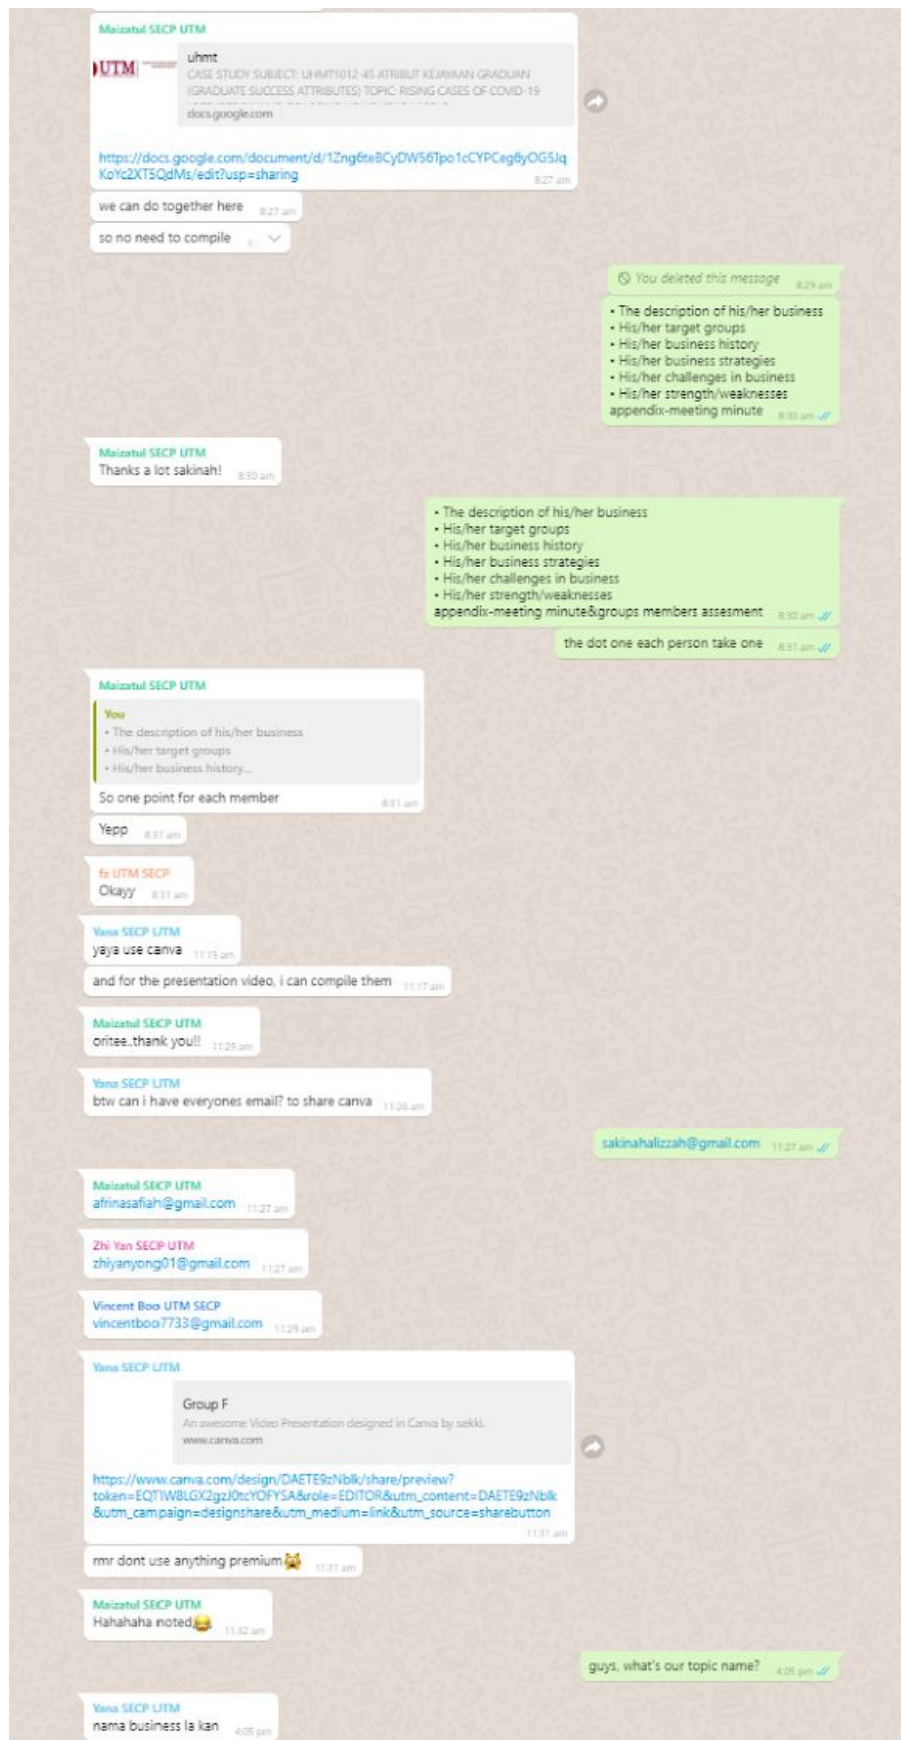 Maizatul SECP UTM
UTM
uhmt
CASE STUDY SUBJECT: UHMT1012-45 ATRIBUT KEJAYAAN GRADUAN
(GRADUATE SUCCESS ATTRIBUTES) TOPIC: RISING CASES OF COVID-19
docs.google.com
https://docs.google.com/document/d/1Zng6te8CyDWS6Tpo1cCYPCeg6yOGSJq
KoYc2XT5QdMs/edit?usp=sharing
8:27 am
we can do together here 8:27 am
so no need to compile
You deleted this message 8:29 am
• The description of his/her business
• His/her target groups
• His/her business history
• His/her business strategies
• His/her challenges in business
• His/her strength/weaknesses
appendix-meeting minute 8:30 am
Maizatul SECP UTM
Thanks a lot sakinah! 8:30 am
• The description of his/her business
• His/her target groups
• His/her business history
• His/her business strategies
• His/her challenges in business
• His/her strength/weaknesses
appendix-meeting minute&groups members assesment 8:30 am
the dot one each person take one 8:31 am
Maizatul SECP UTM
You
• The description of his/her business
• His/her target groups
• His/her business history...
So one point for each member 8:31 am
Yepp 8:31 am
fz UTM SECP
Okayy 8:31 am
Yana SECP UTM
yaya use canva 11:15 am
and for the presentation video, i can compile them 11:17 am
Maizatul SECP UTM
oritee..thank you!! 11:25 am
Yana SECP UTM
btw can i have everyones email? to share canva 11:26 am
sakinahalizzah@gmail.com 11:27 am
Maizatul SECP UTM
afrinasafiah@gmail.com 11:27 am
Zhi Yan SECP UTM
zhiyanyong01@gmail.com 11:27 am
Vincent Boo UTM SECP
vincentboo7733@gmail.com 11:29 am
Yana SECP UTM
Group F
An awesome Video Presentation designed in Canva by sekki.
www.canva.com
https://www.canva.com/design/DAETE9zNblk/share/preview?
token=EQTIW8LGX2gzJ0tcYOFYSA&role=EDITOR&utm_content=DAETE9zNblk
&utm_campaign=designshare&utm_medium=link&utm_source=sharebutton
11:31 am
rmr dont use anything premium 11:31 am
Maizatul SECP UTM
Hahahaha noted 11:32 am
guys, what's our topic name? 4:05 pm
Yana SECP UTM
nama business la kan 4:05 pm